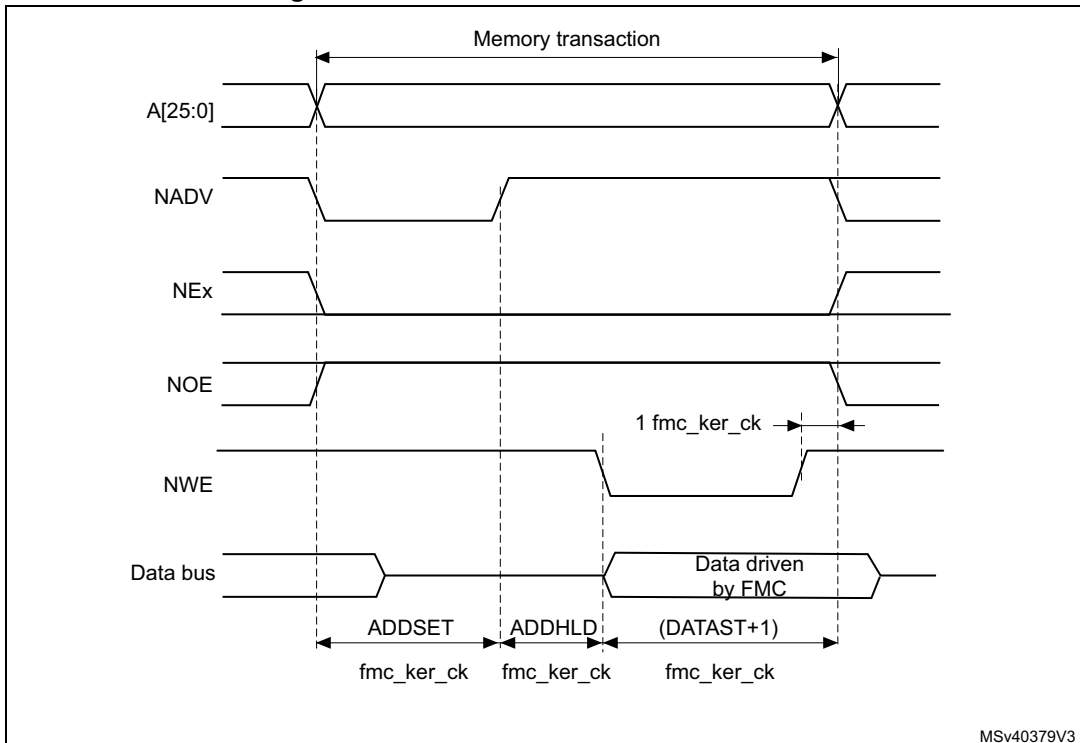 Memory transaction
A[25:0]
NADV
NEx
NOE
1 fmc_ker_ck
NWE
Data bus
Data driven
by FMC
ADDSET ADDHLD (DATAST+1)
fmc_ker_ck fmc_ker_ck fmc_ker_ck
MSv40379V3